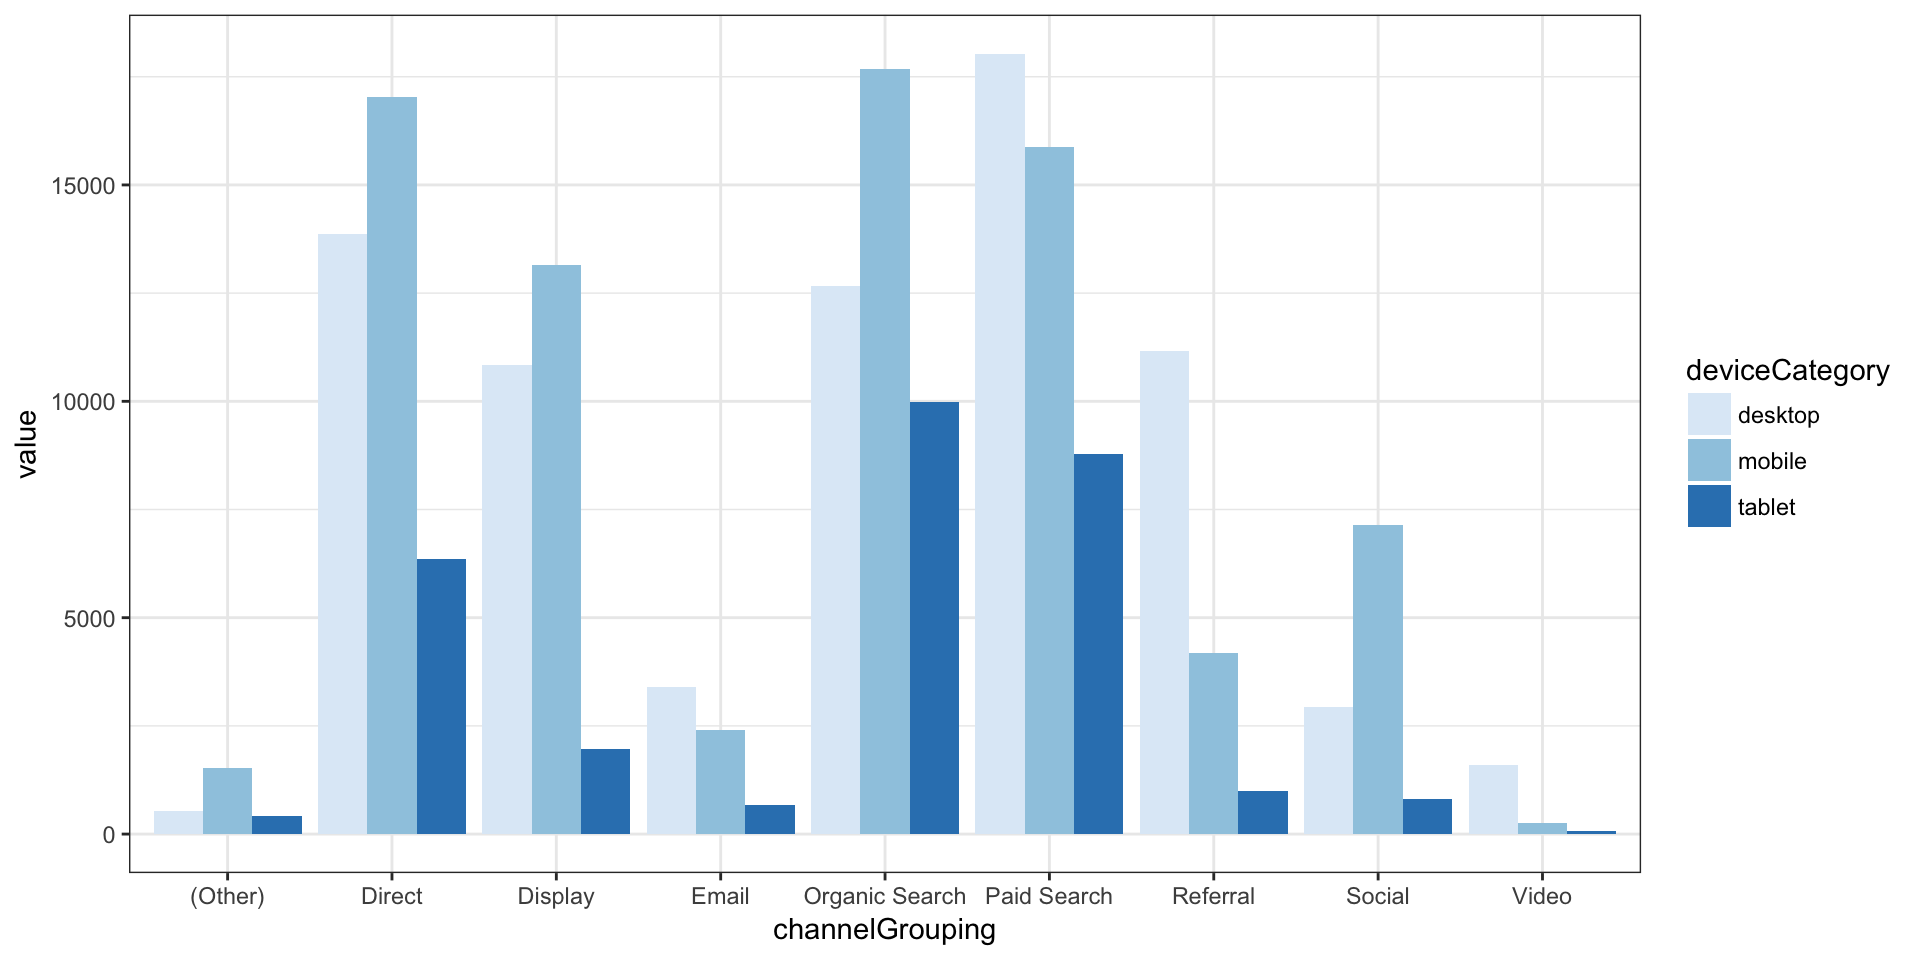 value
15000
10000
5000
0
(Other) Direct Display Email Organic Search Paid Search Referral Social Video
channelGrouping
deviceCategory
desktop
mobile
tablet